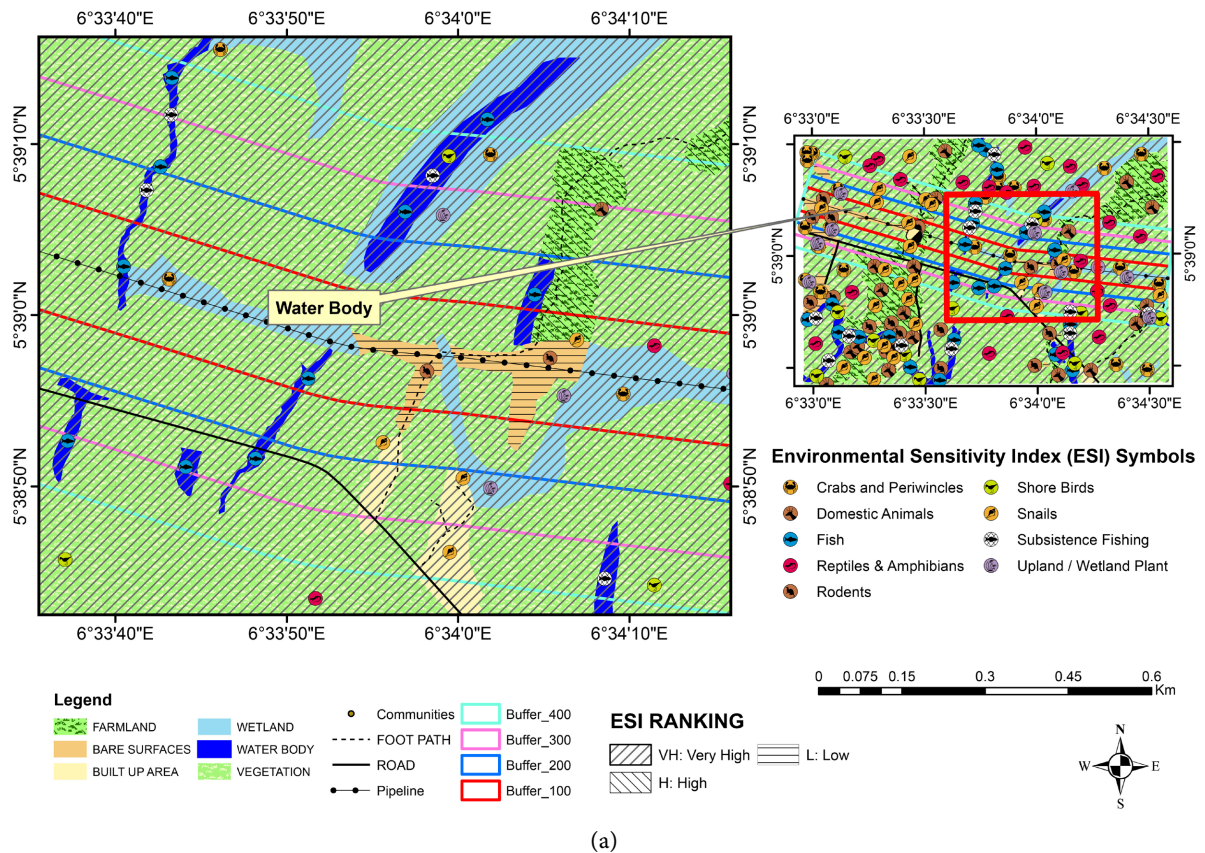 6°33'40"E 6°33'50"E 6°34'0"E 6°34'10"E
5°39'10"N
5°39'0"N
5°38'50"N
5°39'10"N
5°39'0"N
5°38'50"N
Water Body
6°33'40"E 6°33'50"E 6°34'0"E 6°34'10"E
6°33'0"E 6°33'30"E 6°34'0"E 6°34'30"E
5°39'0"N
5°39'0"N
6°33'0"E 6°33'30"E 6°34'0"E 6°34'30"E
Environmental Sensitivity Index (ESI) Symbols
Crabs and Periwincles Shore Birds
Domestic Animals Snails
Fish Subsistence Fishing
Reptiles & Amphibians Upland / Wetland Plant
Rodents
0 0.075 0.15 0.3 0.45 0.6
Km
Legend
FARMLAND WETLAND
BARE SURFACES WATER BODY
BUILT UP AREA VEGETATION
Communities
FOOT PATH
ROAD
Pipeline
Buffer_400
Buffer_300
Buffer_200
Buffer_100
ESI RANKING
VH: Very High L: Low
H: High
N
W E
S
(a)